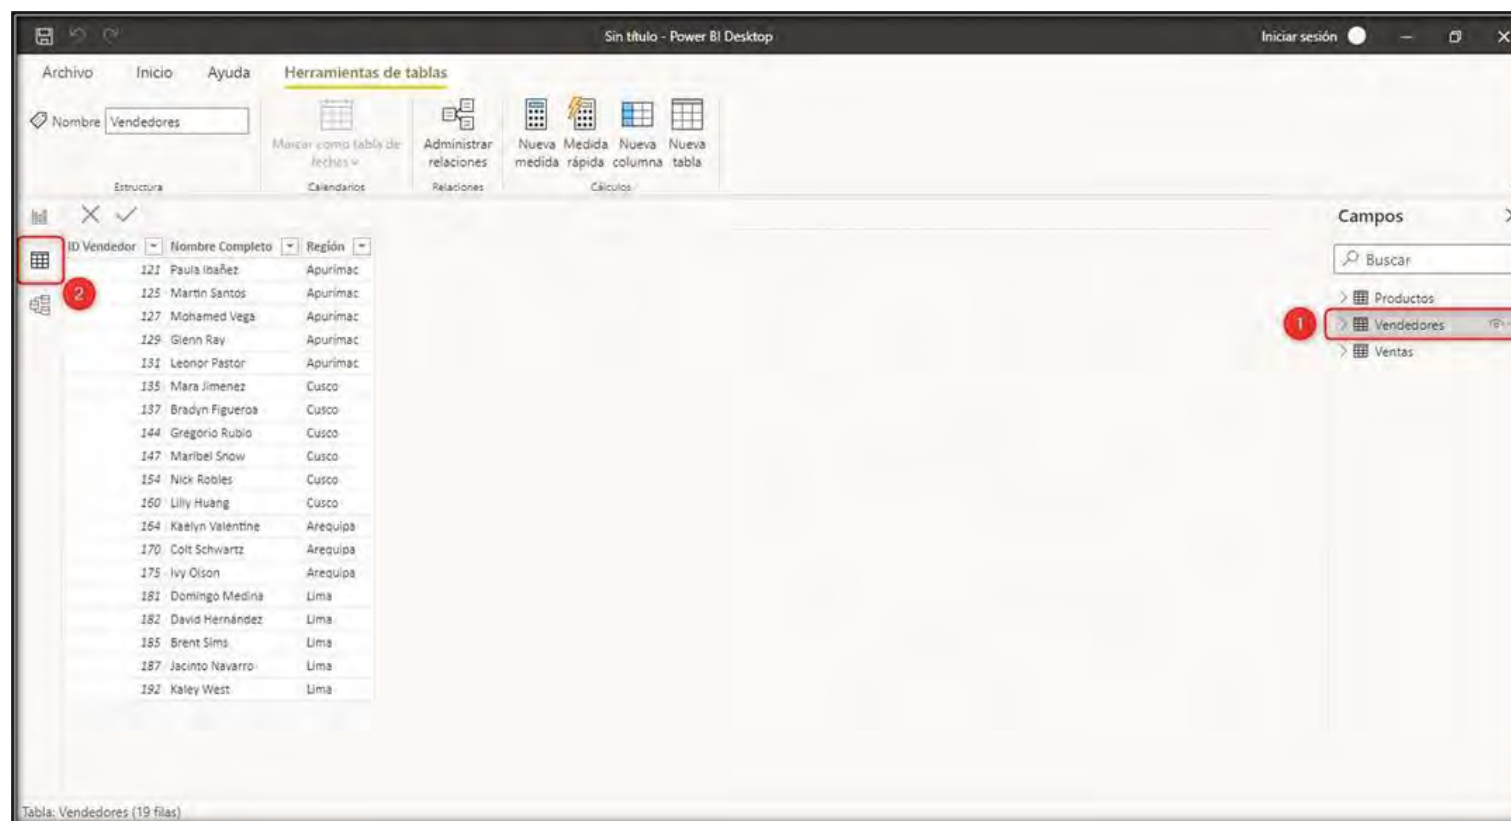 Sin título - Power BI Desktop
Iniciar sesión
Archivo Inicio Ayuda Herramientas de tablas
Nombre Vendedores
Marcar como tabla de fechas
Administrar relaciones
Nueva medida
Medida rápida
Nueva columna
Nueva tabla
Estructura Calendarios Relaciones Cálculos
Campos
Buscar
Productos
1
Vendedores
Ventas
2
ID Vendedor Nombre Completo Región
121 Paula Ibañez Apurímac
125 Martin Santos Apurímac
127 Mohamed Vega Apurímac
129 Glenn Ray Apurímac
131 Leonor Pastor Apurímac
135 Mara Jimenez Cusco
137 Bradyn Figueroa Cusco
144 Gregorio Rubio Cusco
147 Maribel Snow Cusco
154 Nick Robles Cusco
160 Lilly Huang Cusco
164 Kaelyn Valentine Arequipa
170 Colt Schwartz Arequipa
175 Ivy Olson Arequipa
181 Domingo Medina Lima
182 David Hernández Lima
185 Brent Sims Lima
187 Jacinto Navarro Lima
192 Kaley West Lima
Tabla: Vendedores (19 filas)